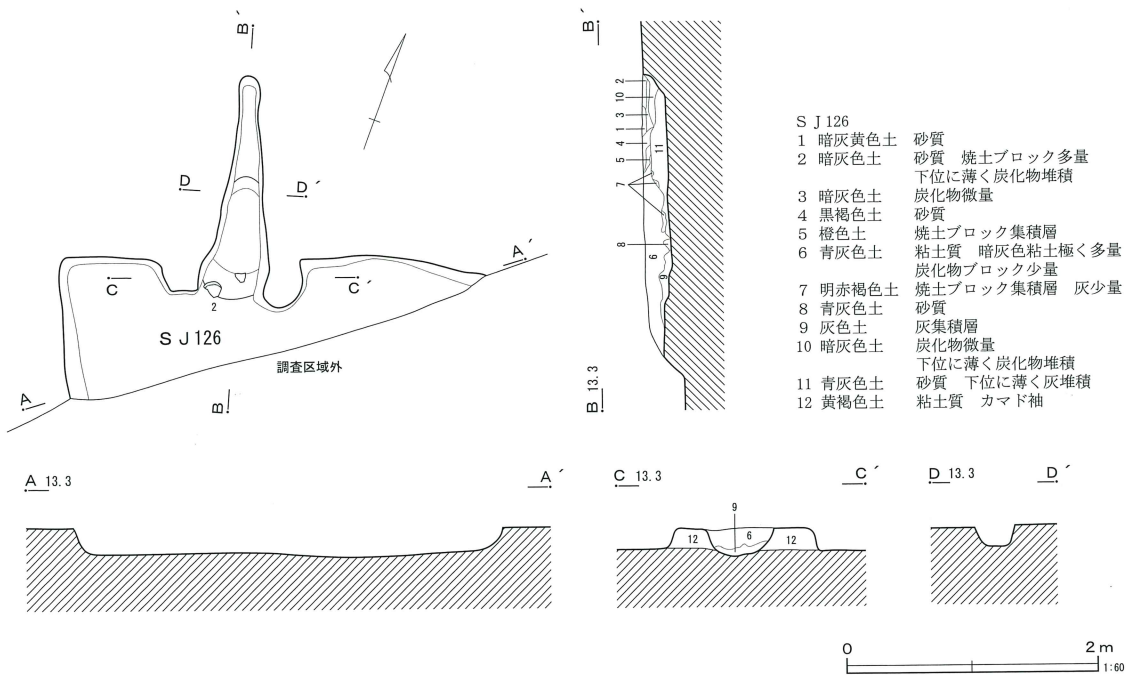 B´
D
D´
A´
C
C´
2
SJ126
調査区域外
A
B
B´
2
10
3
1
4
5
11
7
8
6
9
B 13.3
SJ126
1 暗灰黄色土 砂質
2 暗灰色土 砂質 焼土ブロック多量
下位に薄く炭化物堆積
3 暗灰色土 炭化物微量
4 黒褐色土 砂質
5 橙色土 焼土ブロック集積層
6 青灰色土 粘土質 暗灰色粘土極く多量
炭化物ブロック少量
7 明赤褐色土 焼土ブロック集積層 灰少量
8 青灰色土 砂質
9 灰色土 灰集積層
10 暗灰色土 炭化物微量
下位に薄く炭化物堆積
11 青灰色土 砂質 下位に薄く灰堆積
12 黄褐色土 粘土質 カマド袖
A 13.3
A´
C 13.3
C´
9
12
6
12
D 13.3
D´
0
2m
1:60